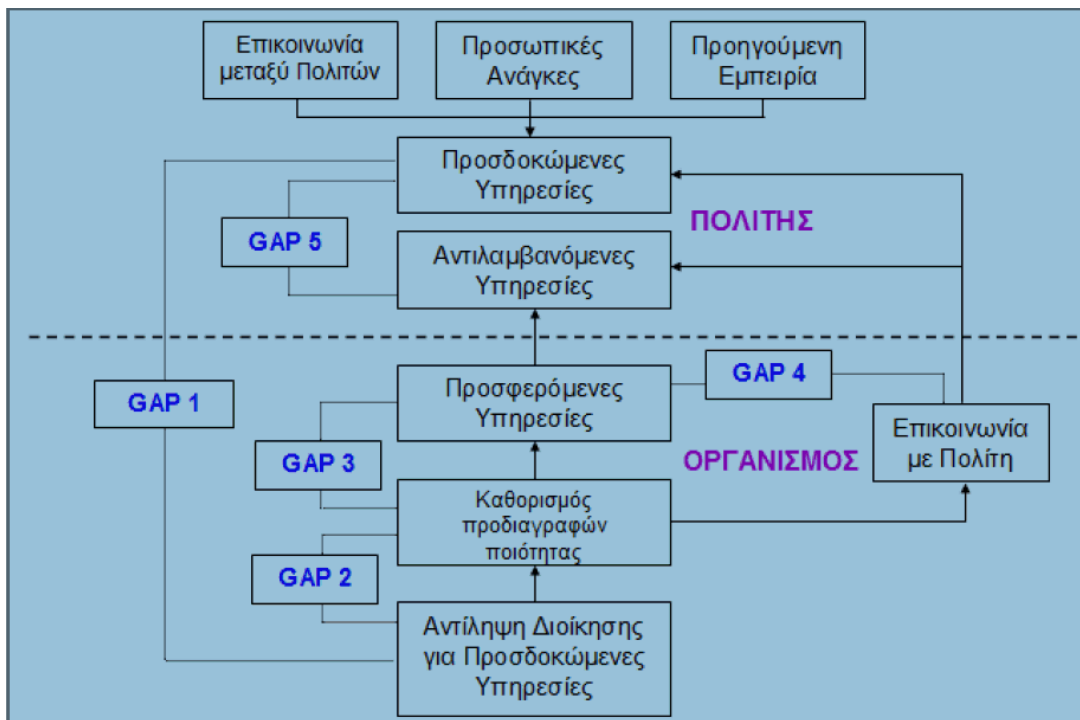 Επικοινωνία
μεταξύ Πολιτών
Προσωπικές
Ανάγκες
Προηγούμενη
Εμπειρία
Προσδοκώμενες
Υπηρεσίες
GAP 5
ΠΟΛΙΤΗΣ
Αντιλαμβανόμενες
Υπηρεσίες
GAP 1
Προσφερόμενες
Υπηρεσίες
GAP 4
GAP 3
ΟΡΓΑΝΙΣΜΟΣ
Επικοινωνία
με Πολίτη
Καθορισμός
προδιαγραφών
ποιότητας
GAP 2
Αντίληψη Διοίκησης
για Προσδοκώμενες
Υπηρεσίες